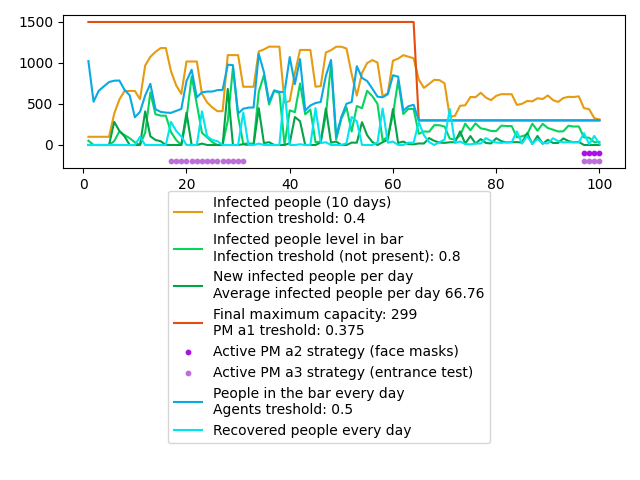 1500
1000
500
0
0 20 40 60 80 100
Infected people (10 days)
Infection treshold: 0.4
Infected people level in bar
Infection treshold (not present): 0.8
New infected people per day
Average infected people per day 66.76
Final maximum capacity: 299
PM a1 treshold: 0.375
Active PM a2 strategy (face masks)
Active PM a3 strategy (entrance test)
People in the bar every day
Agents treshold: 0.5
Recovered people every day